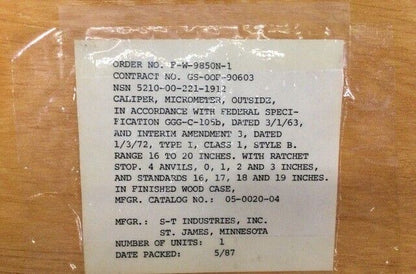 ORDER NO. F-W-9850N-1
CONTRACT NO. GS-00F-90603
NSN 5210-00-221-1912
CALIPER, MICROMETER, OUTSIDE,
IN ACCORDANCE WITH FEDERAL SPECI-
FICATION GGG-C-105b, DATED 3/1/63,
AND INTERIM AMENDMENT 3, DATED
1/3/72, TYPE I, CLASS 1, STYLE B.
RANGE 16 TO 20 INCHES. WITH RATCHET
STOP. 4 ANVILS, 0, 1, 2 AND 3 INCHES,
AND STANDARDS 16, 17, 18 AND 19 INCHES.
IN FINISHED WOOD CASE,
MFGR. CATALOG NO.: 05-0020-04
MFGR.: S-T INDUSTRIES, INC.
ST. JAMES, MINNESOTA
NUMBER OF UNITS: 1
DATE PACKED: 5/87